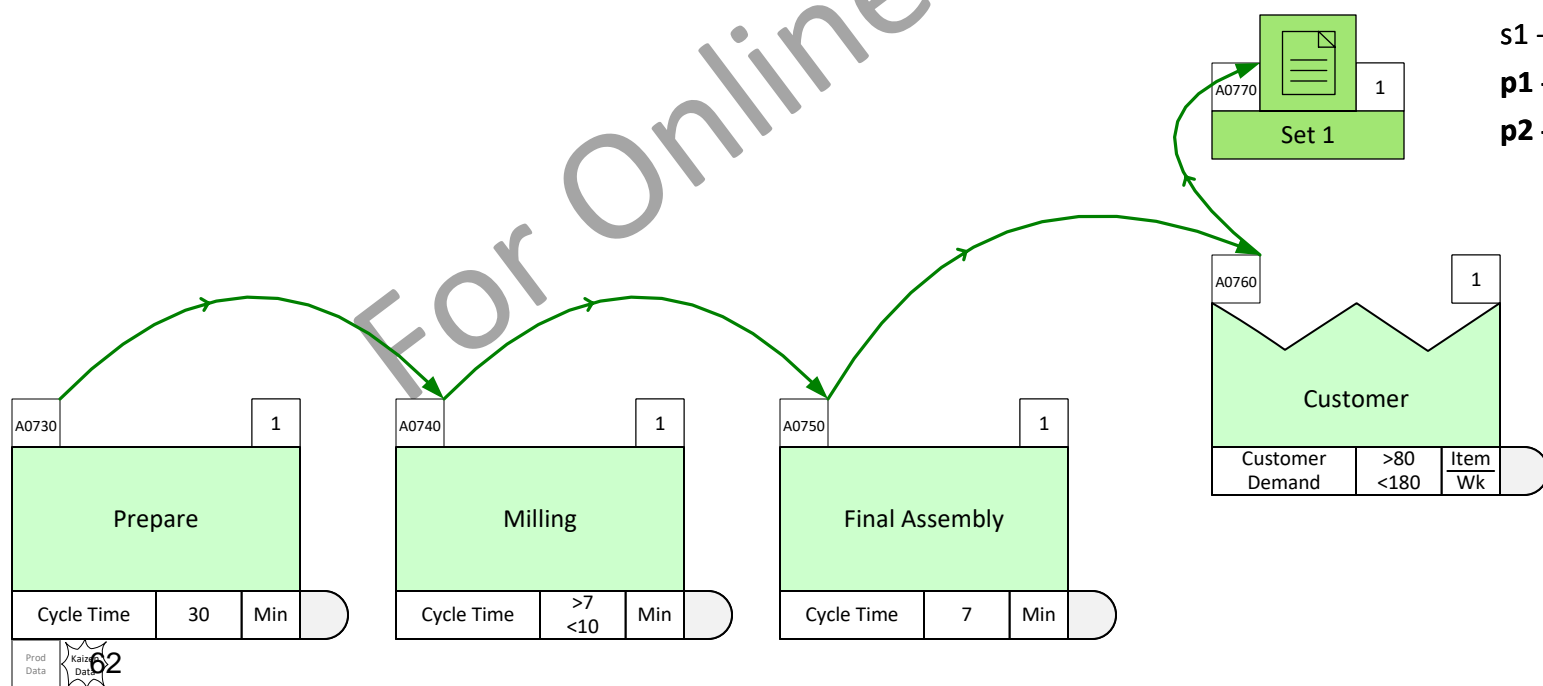 For Online
s1 -
A0770
1
p1 -
Set 1
p2 -
A0760
1
Customer
Customer Demand
>80
<180
Item
Wk
A0730
1
Prepare
Cycle Time
30
Min
A0740
1
Milling
Cycle Time
>7
<10
Min
A0750
1
Final Assembly
Cycle Time
7
Min
Prod
Data
Kaizen
Data
62